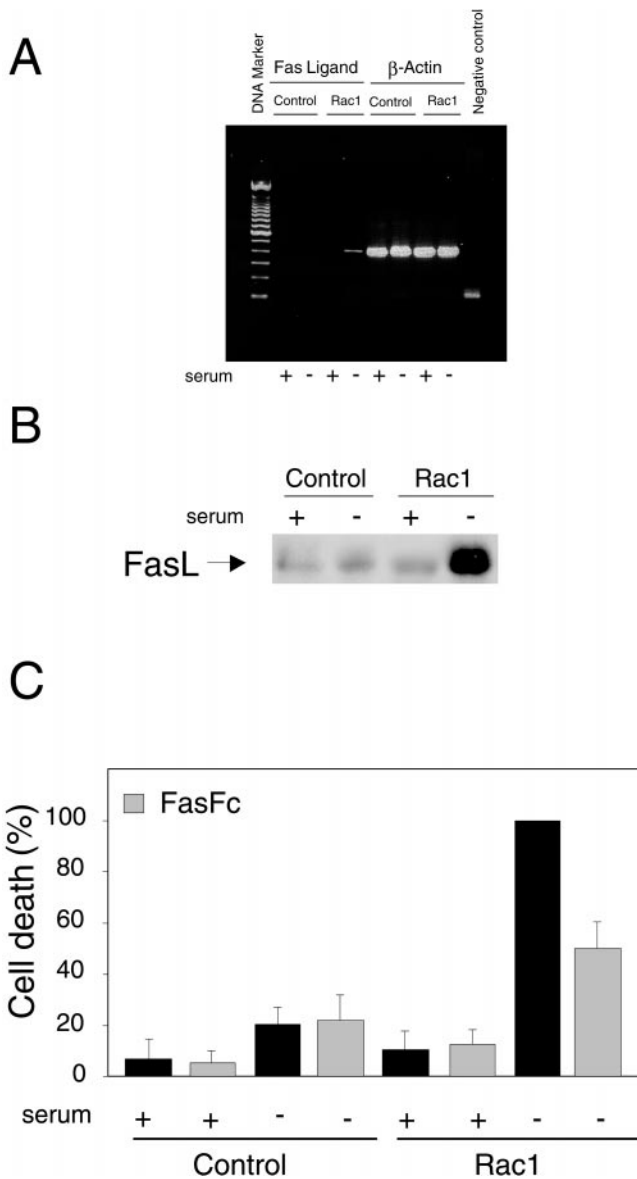 A
DNA Marker
Fas Ligand
β-Actin
Negative control
Control
Rac1
Control
Rac1
serum
+ - + - + - + -
B
Control
Rac1
serum
+ - + -
FasL
C
FasFc
Cell death (%)
100
80
60
40
20
0
serum
+ + - - + + - -
Control
Rac1